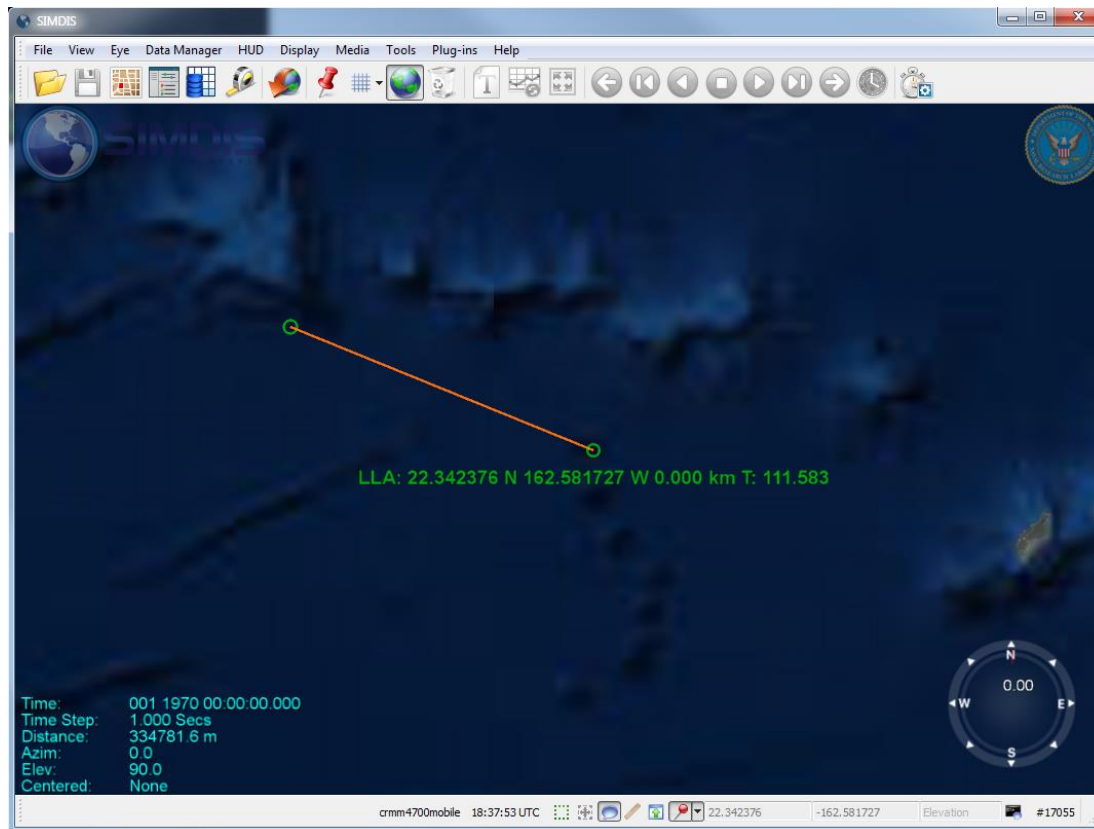 SIMDIS
File View Eye Data Manager HUD Display Media Tools Plug-ins Help
SIMDIS
LLA: 22.342376 N 162.581727 W 0.000 km T: 111.583
N
0.00
W E
S
Time: 001 1970 00:00:00.000
Time Step: 1.000 Secs
Distance: 334781.6 m
Azim: 0.0
Elev: 90.0
Centered: None
crmm4700mobile 18:37:53 UTC 22.342376 -162.581727 Elevation #17055